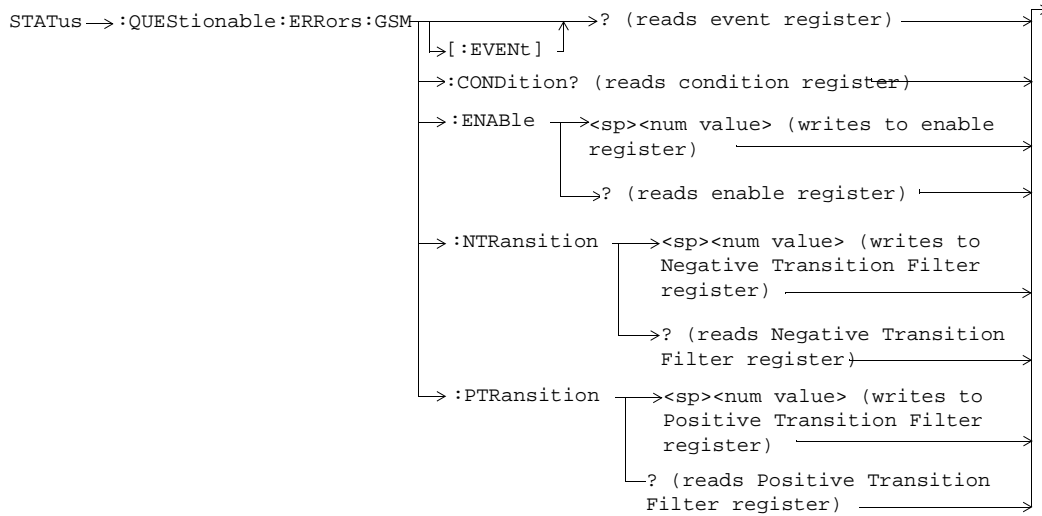 STATus :QUEStionable:ERRors:GSM ? (reads event register)
[:EVENt]
:CONDition? (reads condition register)
:ENABle <sp><num value> (writes to enable
register)
? (reads enable register)
:NTRansition <sp><num value> (writes to
Negative Transition Filter
register)
? (reads Negative Transition
Filter register)
:PTRansition <sp><num value> (writes to
Positive Transition Filter
register)
? (reads Positive Transition
Filter register)